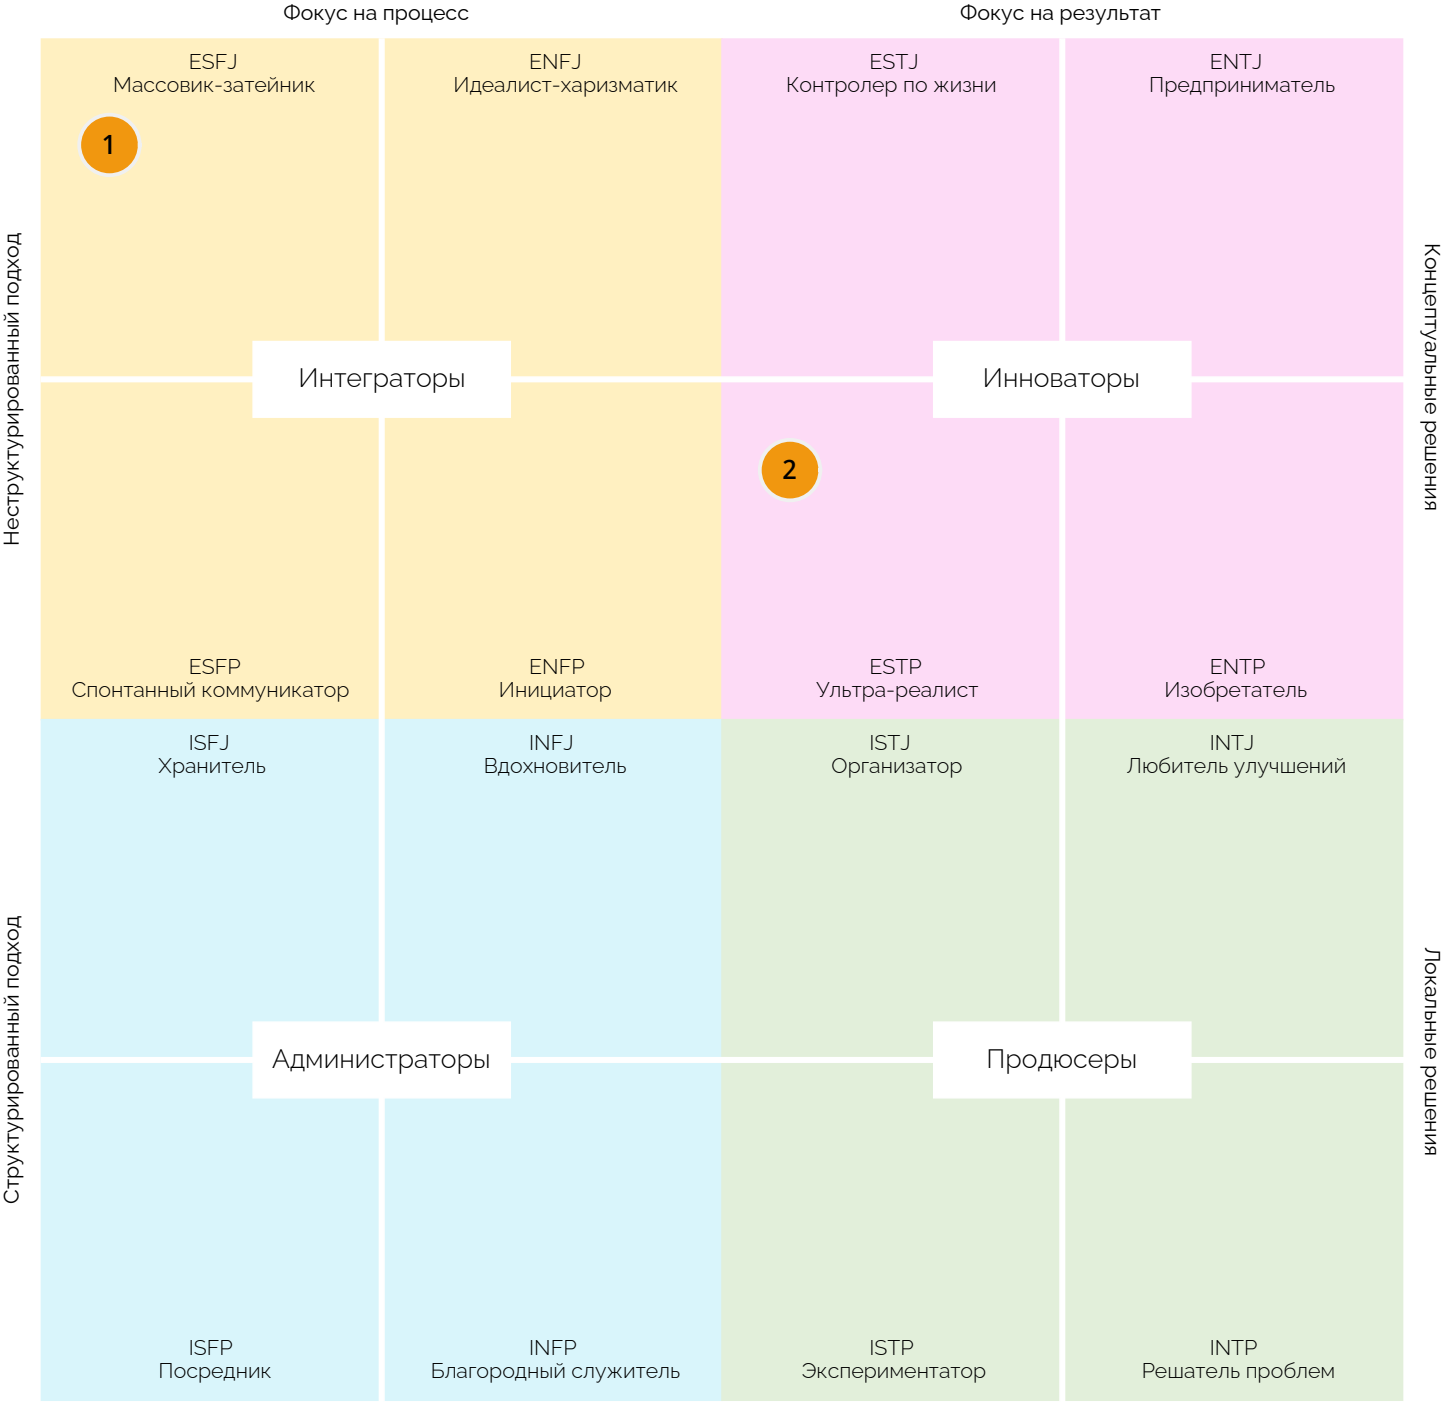 Фокус на процесс
Фокус на результат
ESFJ
Массовик-затейник
ENFJ
Идеалист-харизматик
ESTJ
Контролер по жизни
ENTJ
Предприниматель
1
Неструктурированный подход
Концептуальные решения
Интеграторы
Инноваторы
2
ESFP
Спонтанный коммуникатор
ENFP
Инициатор
ESTP
Ультра-реалист
ENTP
Изобретатель
ISFJ
Хранитель
INFJ
Вдохновитель
ISTJ
Организатор
INTJ
Любитель улучшений
Структурированный подход
Локальные решения
Администраторы
Продюсеры
ISFP
Посредник
INFP
Благородный служитель
ISTP
Экспериментатор
INTP
Решатель проблем